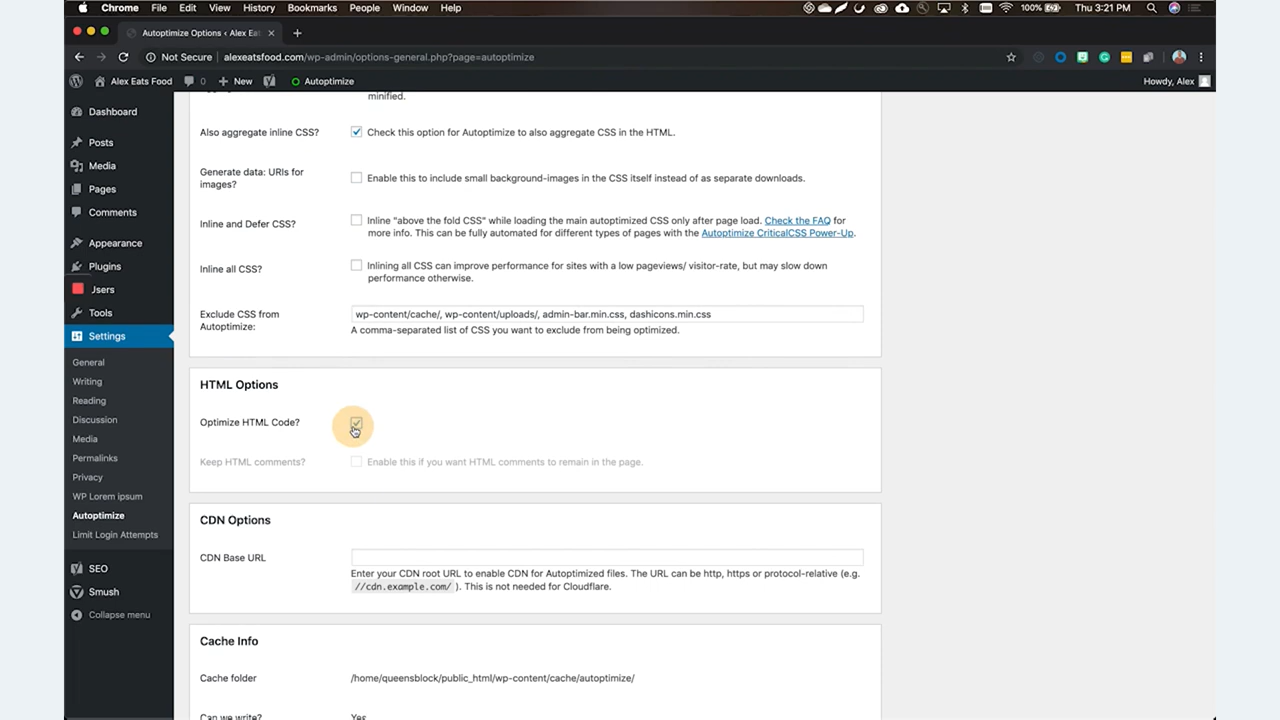 Chrome File Edit View History Bookmarks People Window Help 100% Thu 3:21 PM
Autoptimize Options ‹ Alex Eats
Not Secure | alexeatsfood.com/wp-admin/options-general.php?page=autoptimize
Alex Eats Food 0 New Autoptimize Howdy, Alex
Dashboard
Posts
Media
Pages
Comments
Appearance
Plugins
Jsers
Tools
Settings
General
Writing
Reading
Discussion
Media
Permalinks
Privacy
WP Lorem ipsum
Autoptimize
Limit Login Attempts
SEO
Smush
Collapse menu
minified.
Also aggregate inline CSS? Check this option for Autoptimize to also aggregate CSS in the HTML.
Generate data: URIs for
images?
Enable this to include small background-images in the CSS itself instead of as separate downloads.
Inline and Defer CSS?
Inline "above the fold CSS" while loading the main autoptimized CSS only after page load. Check the FAQ for
more info. This can be fully automated for different types of pages with the Autoptimize CriticalCSS Power-Up.
Inline all CSS?
Inlining all CSS can improve performance for sites with a low pageviews/ visitor-rate, but may slow down
performance otherwise.
Exclude CSS from
Autoptimize:
wp-content/cache/, wp-content/uploads/, admin-bar.min.css, dashicons.min.css
A comma-separated list of CSS you want to exclude from being optimized.
HTML Options
Optimize HTML Code?
Keep HTML comments? Enable this if you want HTML comments to remain in the page.
CDN Options
CDN Base URL
Enter your CDN root URL to enable CDN for Autoptimized files. The URL can be http, https or protocol-relative (e.g.
//cdn.example.com/ ). This is not needed for Cloudflare.
Cache Info
Cache folder /home/queensblock/public_html/wp-content/cache/autoptimize/
Can we write? Yes